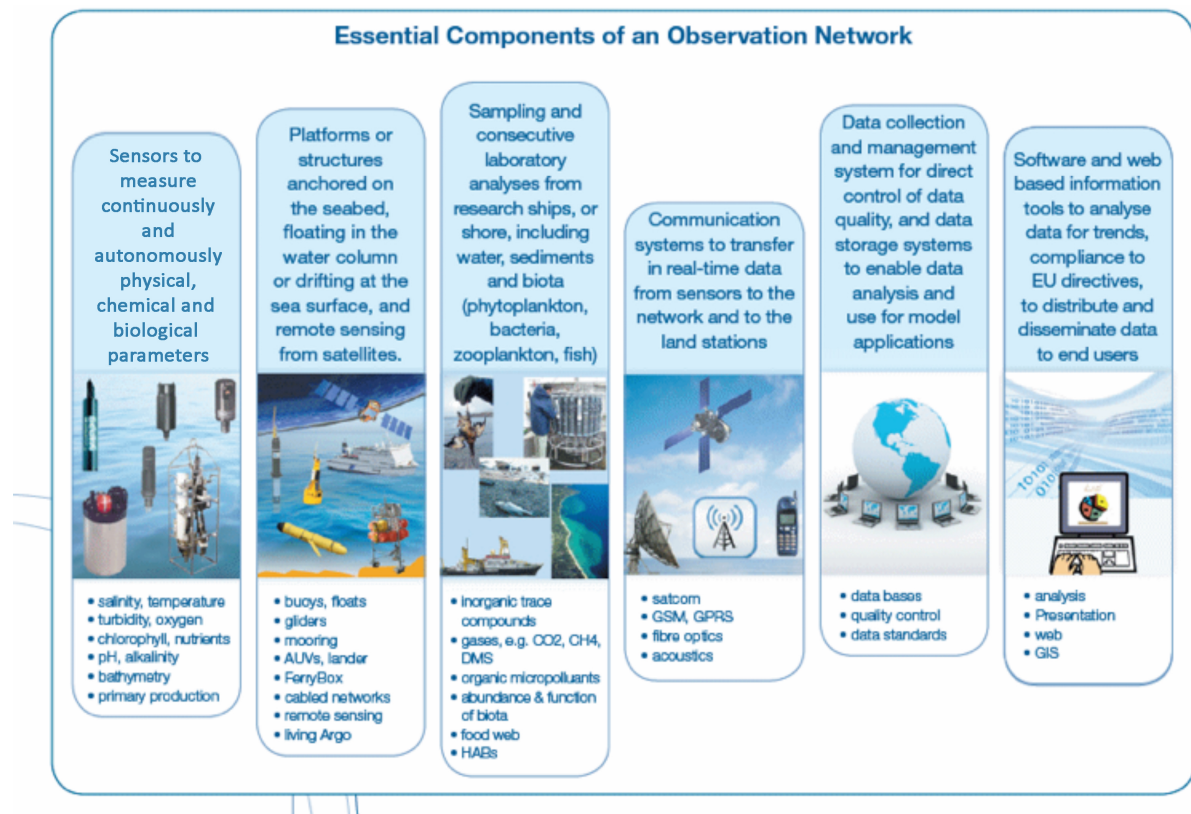 Essential Components of an Observation Network
Sensors to
measure
continuously
and
autonomously
physical,
chemical and
biological
parameters
• salinity, temperature
• turbidity, oxygen
• chlorophyll, nutrients
• pH, alkalinity
• bathymetry
• primary production
Platforms or
structures
anchored on
the seabed,
floating in the
water column
or drifting at the
sea surface, and
remote sensing
from satellites.
• buoys, floats
• gliders
• mooring
• AUVs, lander
• FerryBox
• cabled networks
• remote sensing
• living Argo
Sampling and
consecutive
laboratory
analyses from
research ships, or
shore, including
water, sediments
and biota
(phytoplankton,
bacteria,
zooplankton, fish)
• inorganic trace
compounds
• gases, e.g. CO2, CH4,
DMS
• organic micropolluants
• abundance & function
of biota
• food web
• HABs
Communication
systems to transfer
in real-time data
from sensors to the
network and to the
land stations
• satcom
• GSM, GPRS
• fibre optics
• acoustics
Data collection
and management
system for direct
control of data
quality, and data
storage systems
to enable data
analysis and
use for model
applications
• data bases
• quality control
• data standards
Software and web
based information
tools to analyse
data for trends,
compliance to
EU directives,
to distribute and
disseminate data
to end users
10101
010
• analysis
• Presentation
• web
• GIS